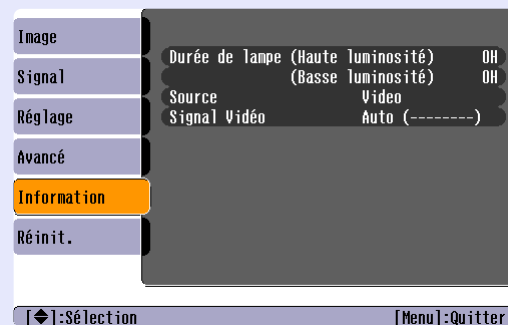 Image
Signal
Réglage
Avancé
Information
Réinit.
Durée de lampe (Haute luminosité) 0H
(Basse luminosité) 0H
Source Video
Signal Vidéo Auto (--------)
[◆]:Sélection [Menu]:Quitter